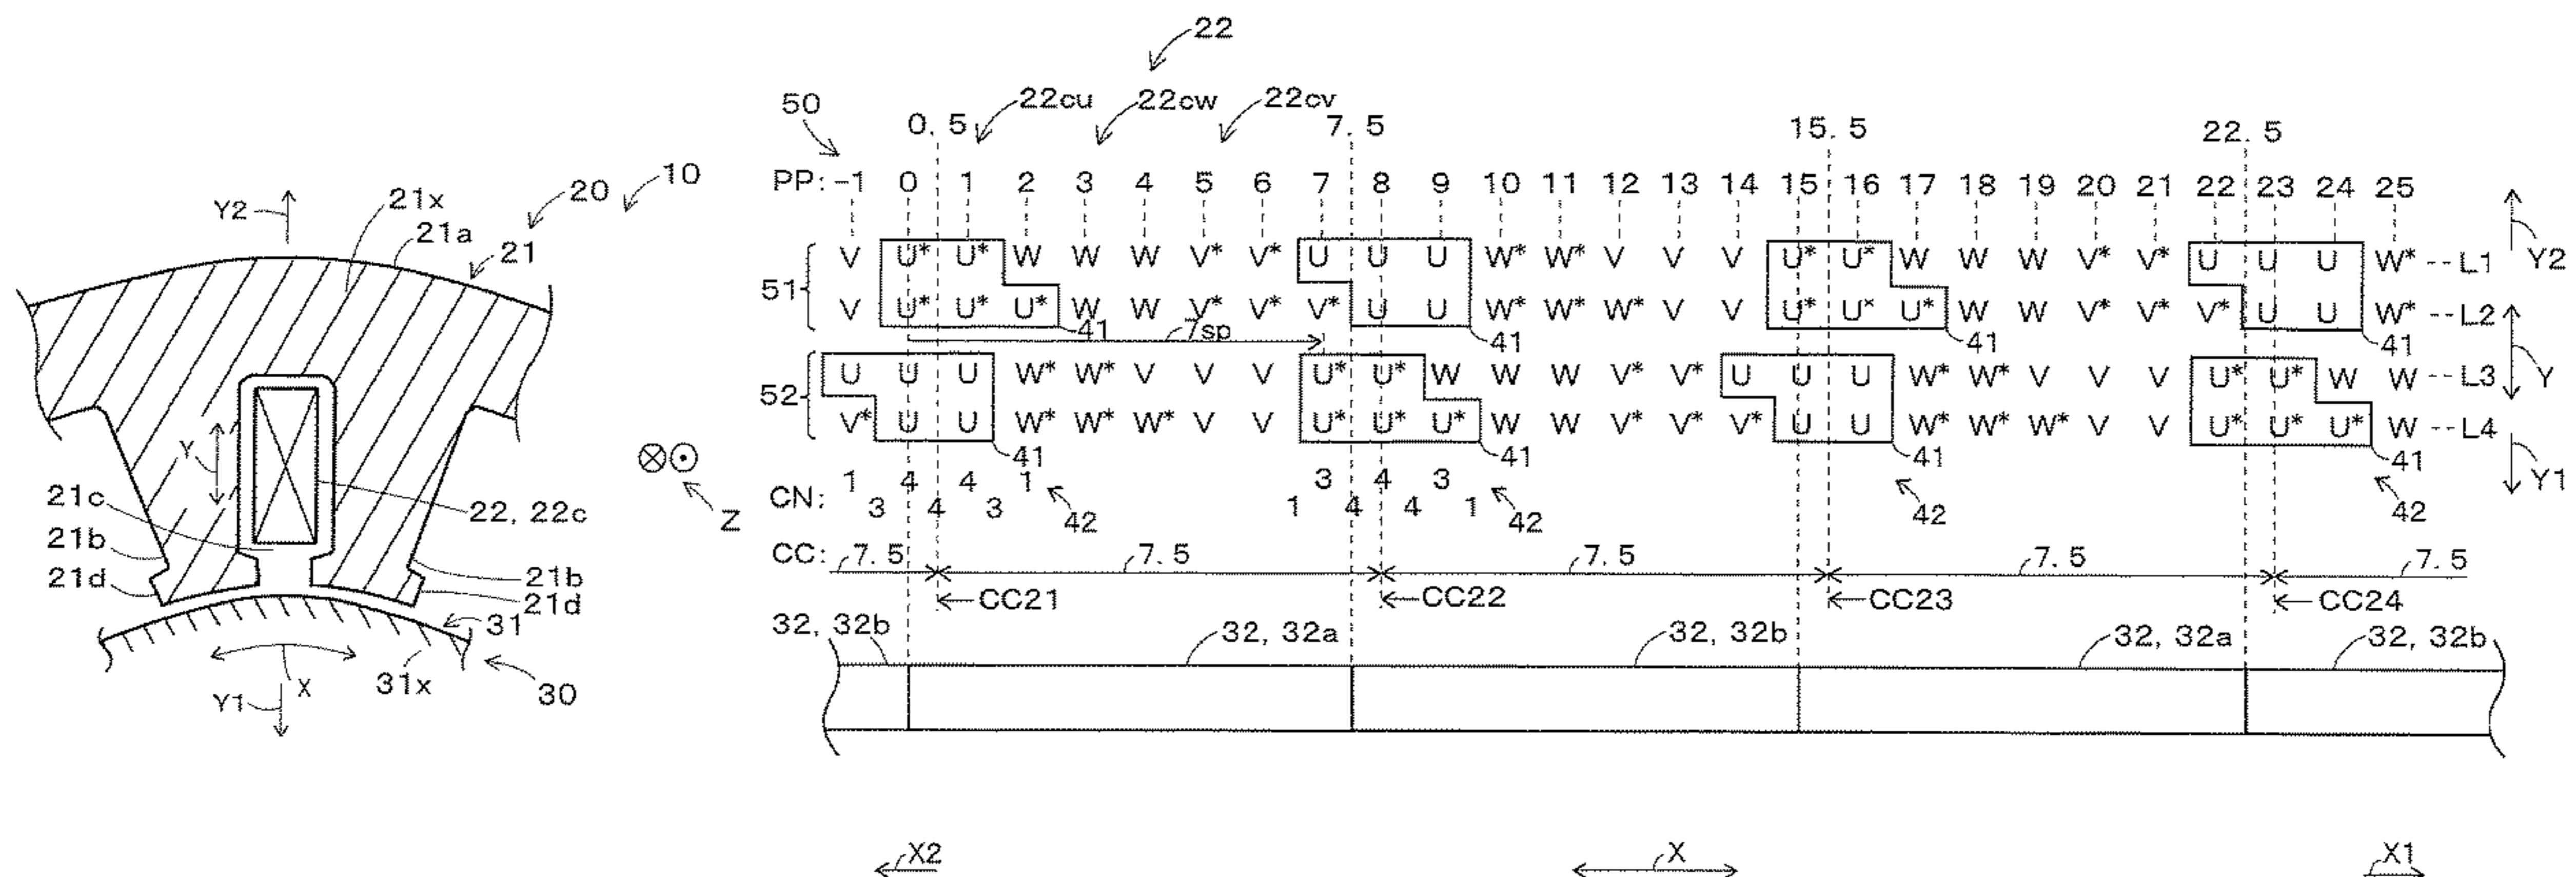 22
50
22cu
22cw
22cv
0. 5
7. 5
15. 5
22. 5
PP: -1 0 1 2 3 4 5 6 7 8 9 10 11 12 13 14 15 16 17 18 19 20 21 22 23 24 25
51
V U* U* W W W V* V* U U U W* W* V V V U* U* W W W V* V* U U U W* --L1
V U* U* U* W W V* V* V* U U W* W* W* V V U* U* U* W W V* V* V* U U W* --L2
41
7sp
41
41
41
52
U U U W* W* V V V U* U* W W W V* V* U U U W* W* V V V U* U* W W --L3
V* U U W* W* W* V V U* U* U* W W V* V* V* U U W* W* W* V V U* U* U* W --L4
41
41
41
41
CN: 1 3 4 4 4 3 1 1 3 4 4 4 3 1
42
42
42
42
CC: 7. 5 7. 5 7. 5 7. 5 7. 5
CC21
CC22
CC23
CC24
32, 32b
32, 32a
32, 32b
32, 32a
32, 32b
X2
X
X1
Y2
Y
Y1
Y2
21x
21a
20
10
21
Y
21c
21b
21d
22, 22c
21b
21d
31
31x
30
X
Y1
Z